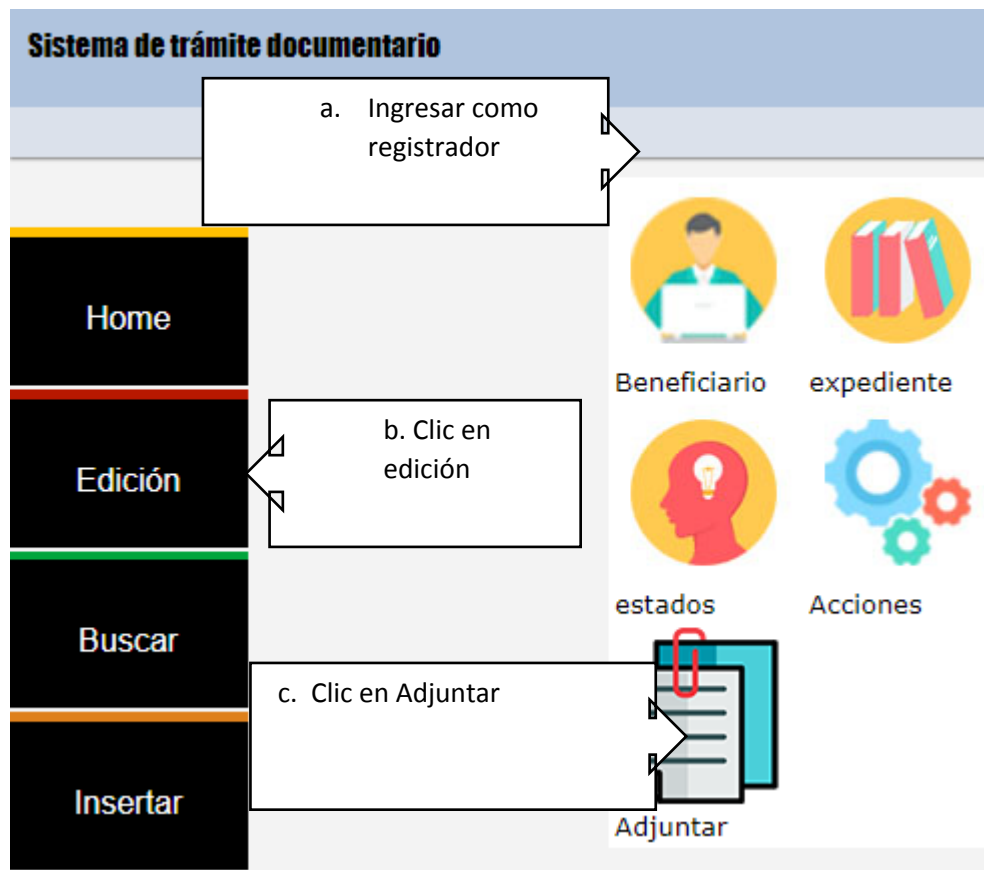 Sistema de trámite documentario
a. Ingresar como
registrador
Home
Beneficiario expediente
b. Clic en
edición
Edición
estados Acciones
Buscar
c. Clic en Adjuntar
Insertar
Adjuntar